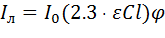 Iл = I0(2.3 · εCl)φ